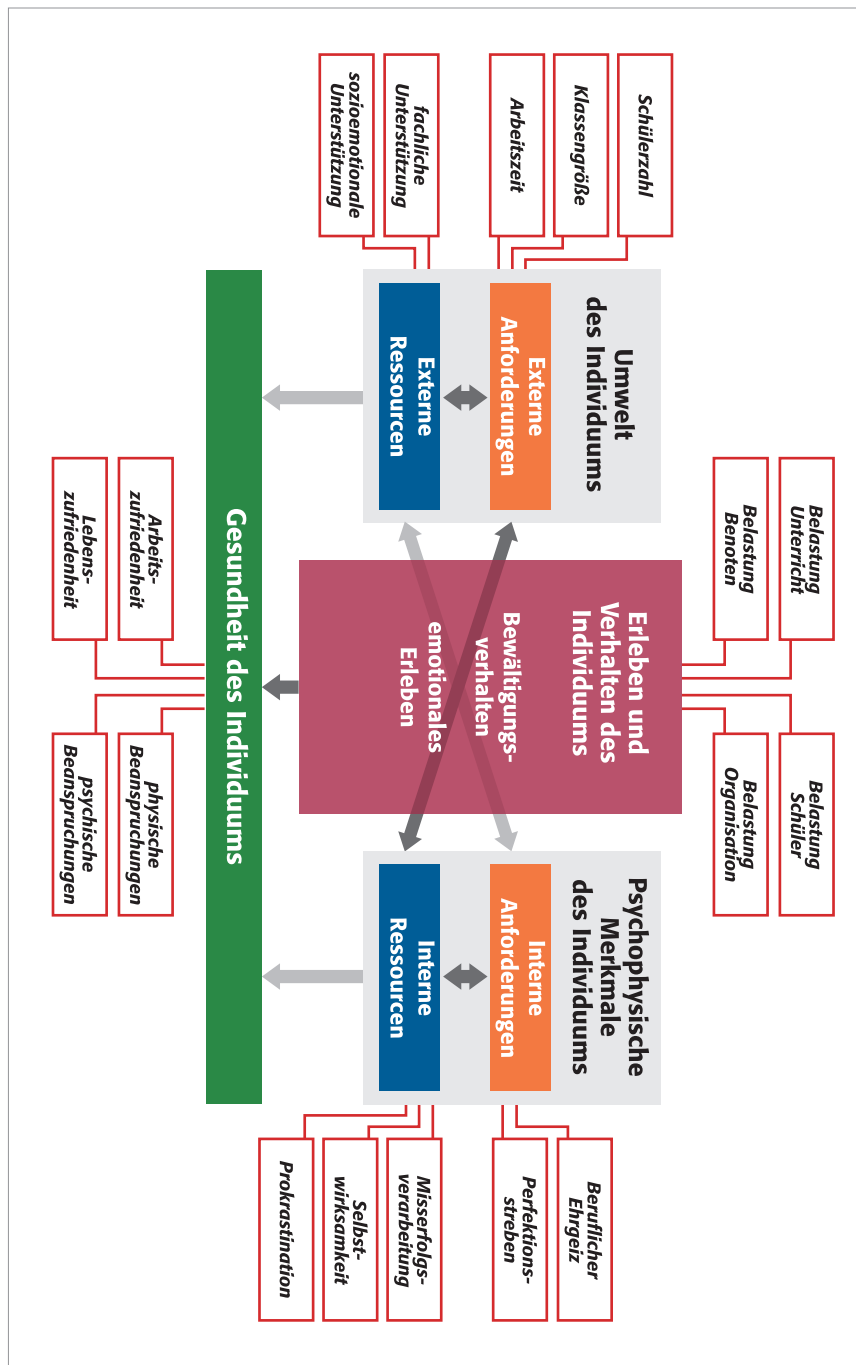 Belastung
Unterricht
Belastung
Schüler
Belastung
Benoten
Belastung
Organisation
Schülerzahl
Klassengröße
Arbeitszeit
fachliche
Unterstützung
sozioemotionale
Unterstützung
Umwelt
des Individuums
Externe
Anforderungen
Externe
Ressourcen
Erleben und
Verhalten des
Individuums
Bewältigungs-
verhalten
emotionales
Erleben
Psychophysische
Merkmale
des Individuums
Interne
Anforderungen
Interne
Ressourcen
Beruflicher
Ehrgeiz
Perfektions-
streben
Misserfolgs-
verarbeitung
Selbst-
wirksamkeit
Prokrastination
Gesundheit des Individuums
Arbeits-
zufriedenheit
Lebens-
zufriedenheit
physische
Beanspruchungen
psychische
Beanspruchungen